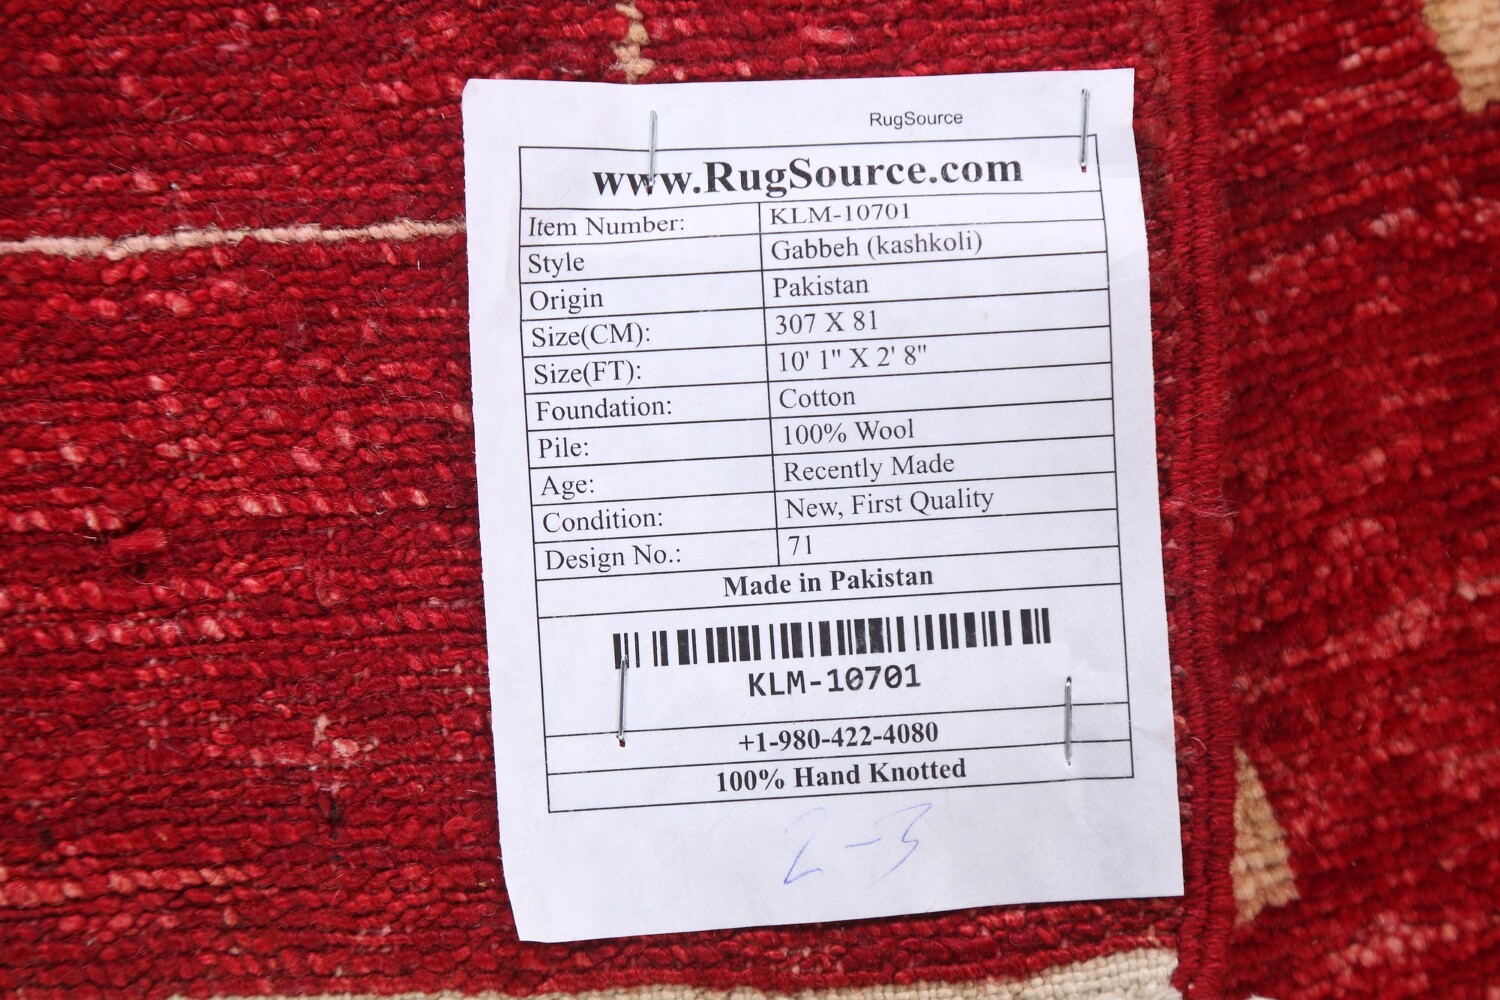 RugSource
www.RugSource.com
Item Number: KLM-10701
Style Gabbeh (kashkoli)
Origin Pakistan
Size(CM): 307 X 81
Size(FT): 10' 1" X 2' 8"
Foundation: Cotton
Pile: 100% Wool
Age: Recently Made
Condition: New, First Quality
Design No.: 71
Made in Pakistan
KLM-10701
+1-980-422-4080
100% Hand Knotted
2-3